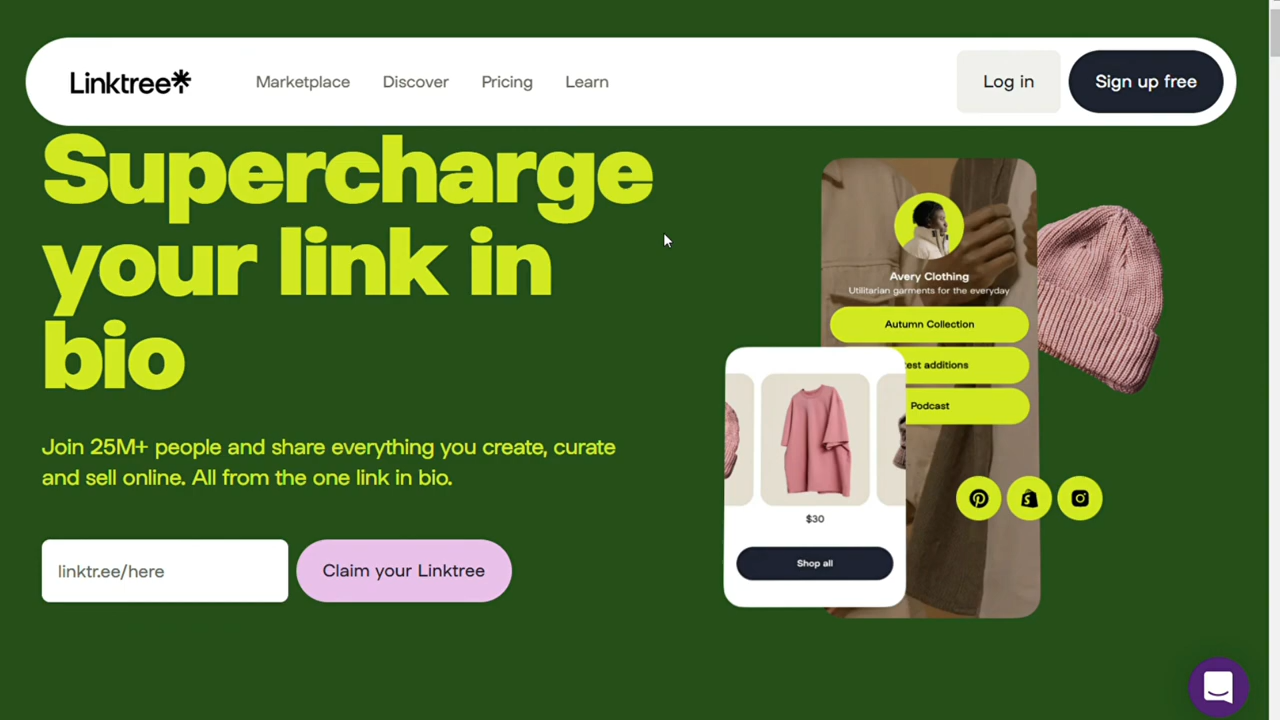 Linktree
Marketplace
Discover
Pricing
Learn
Log in
Sign up free
Supercharge
your link in
bio
Join 25M+ people and share everything you create, curate
and sell online. All from the one link in bio.
linktr.ee/here
Claim your Linktree
Avery Clothing
Utilitarian garments for the everyday
Autumn Collection
additions
Podcast
$30
Shop all